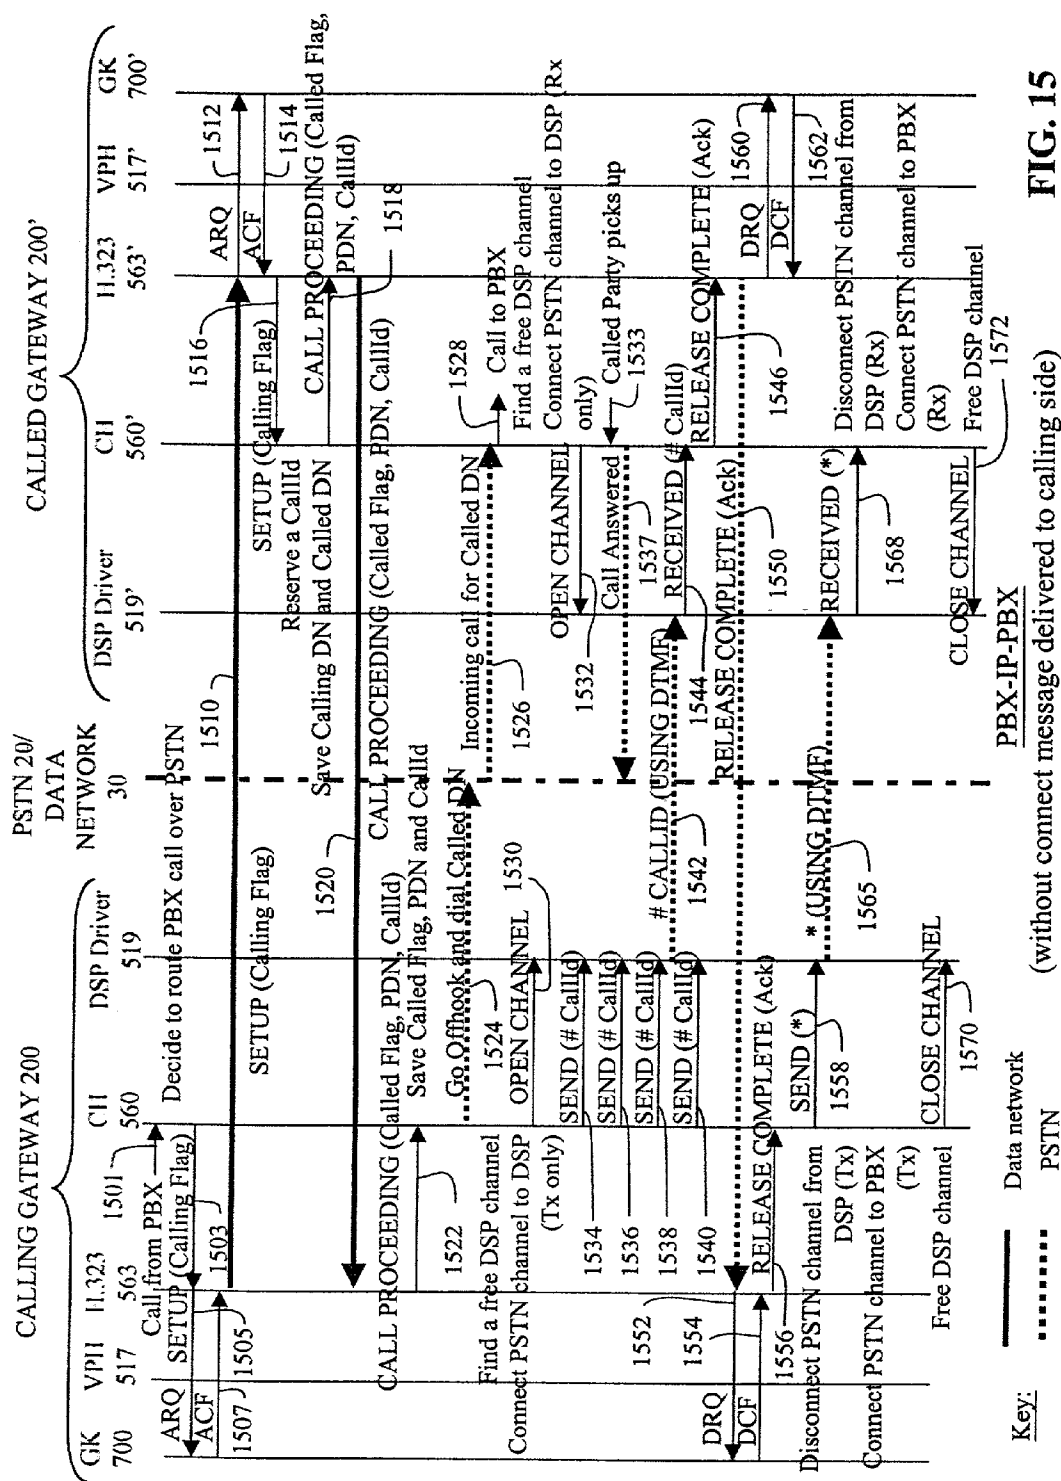 CALLING GATEWAY 200
PSTN 20/
DATA
NETWORK
30
CALLED GATEWAY 200'
GK
700
VPH
517
H.323
563
CH
560
DSP Driver
519
DSP Driver
519'
CH
560'
H.323
563'
VPH
517'
GK
700'
1501
Call from PBX
Decide to route PBX call over PSTN
SETUP (Calling Flag)
1503
ARQ
1505
ACF
1507
SETUP (Calling Flag)
1510
ARQ
1512
ACF
1514
1516
SETUP (Calling Flag)
Reserve a CallId
Save Calling DN and Called DN
CALL PROCEEDING (Called Flag,
PDN, CallId)
1518
1520
CALL PROCEEDING (Called Flag, PDN, CallId)
CALL PROCEEDING (Called Flag, PDN, CallId)
1522
Save Called Flag, PDN and CallId
Go Offhook and dial Called DN
1524
Incoming call for Called DN
1526
1528
Call to PBX
Find a free DSP channel
Connect PSTN channel to DSP (Rx
only)
Find a free DSP channel
Connect PSTN channel to DSP
(Tx only)
OPEN CHANNEL
1530
OPEN CHANNEL
1532
Called Party picks up
1533
Call Answered
1537
SEND (# CallId)
1534
SEND (# CallId)
1536
SEND (# CallId)
1538
SEND (# CallId)
1540
# CALLID (USING DTMF)
1542
RECEIVED (# CallId)
1544
RELEASE COMPLETE (Ack)
1546
RELEASE COMPLETE (Ack)
1550
DRQ
1552
DCF
1554
RELEASE COMPLETE (Ack)
1556
DRQ
1560
DCF
1562
Disconnect PSTN channel from
DSP (Tx)
Connect PSTN channel to PBX
(Tx)
Free DSP channel
SEND (*)
1558
* (USING DTMF)
1565
RECEIVED (*)
1568
Disconnect PSTN channel from
DSP (Rx)
Connect PSTN channel to PBX
(Rx)
Free DSP channel
CLOSE CHANNEL
1570
CLOSE CHANNEL
1572
Key:
Data network
PSTN
PBX-IP-PBX
(without connect message delivered to calling side)
FIG. 15